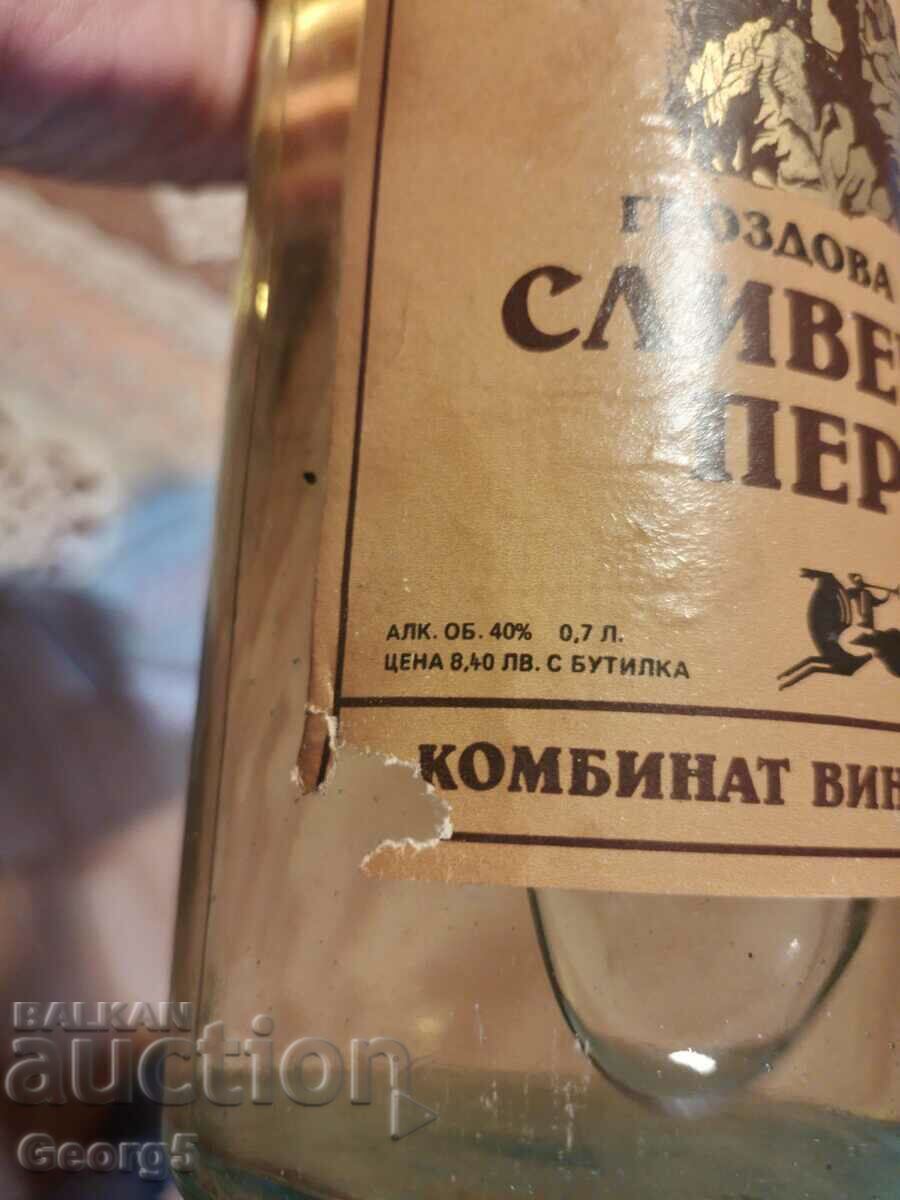 ГРОЗДОВА
СЛИВЕ
ПЕР
АЛК. ОБ. 40% 0,7 Л.
ЦЕНА 8,40 ЛВ. С БУТИЛКА
КОМБИНАТ ВИН
BALKAN
auction
Georg5